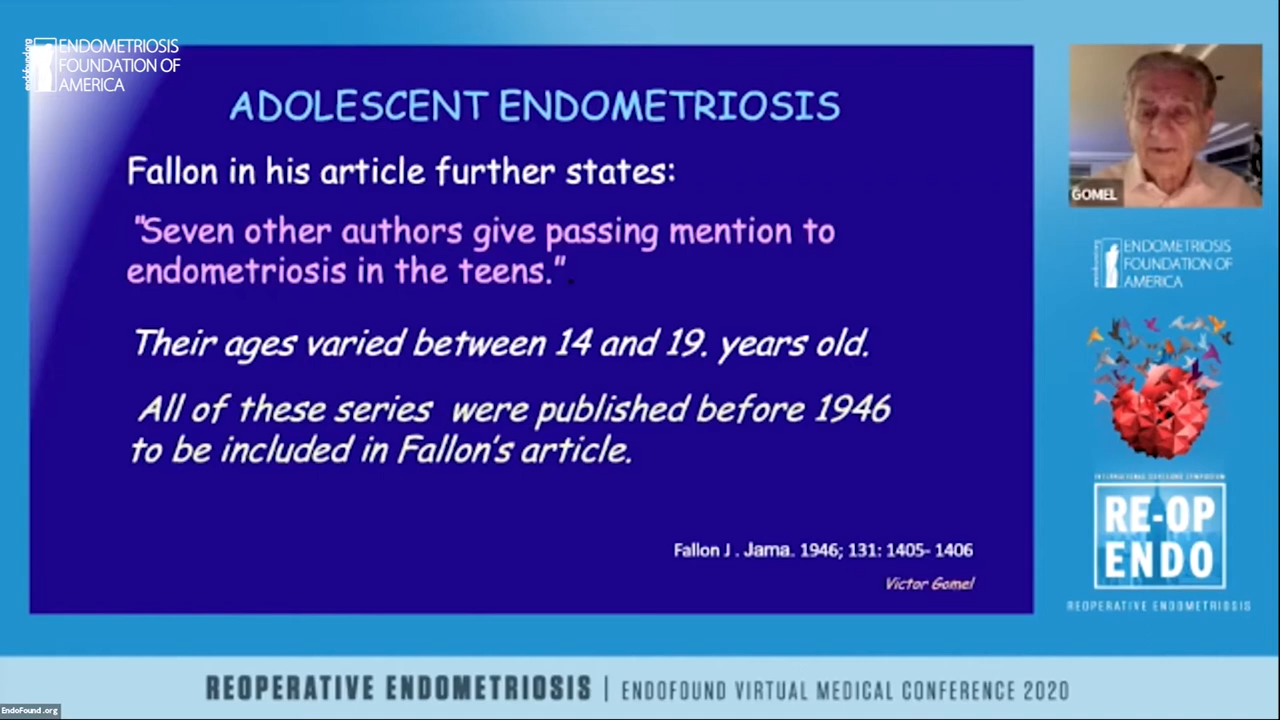 ENDOMETRIOSIS
FOUNDATION OF
AMERICA
endofound.org
ADOLESCENT ENDOMETRIOSIS
Fallon in his article further states:
"Seven other authors give passing mention to
endometriosis in the teens.".
Their ages varied between 14 and 19. years old.
All of these series were published before 1946
to be included in Fallon's article.
Fallon J . Jama. 1946; 131: 1405- 1406
Victor Gomel
GOMEL
ENDOMETRIOSIS
FOUNDATION OF
AMERICA
RE-OP
ENDO
REOPERATIVE ENDOMETRIOSIS
REOPERATIVE ENDOMETRIOSIS | ENDOFOUND VIRTUAL MEDICAL CONFERENCE 2020
EndoFound.org